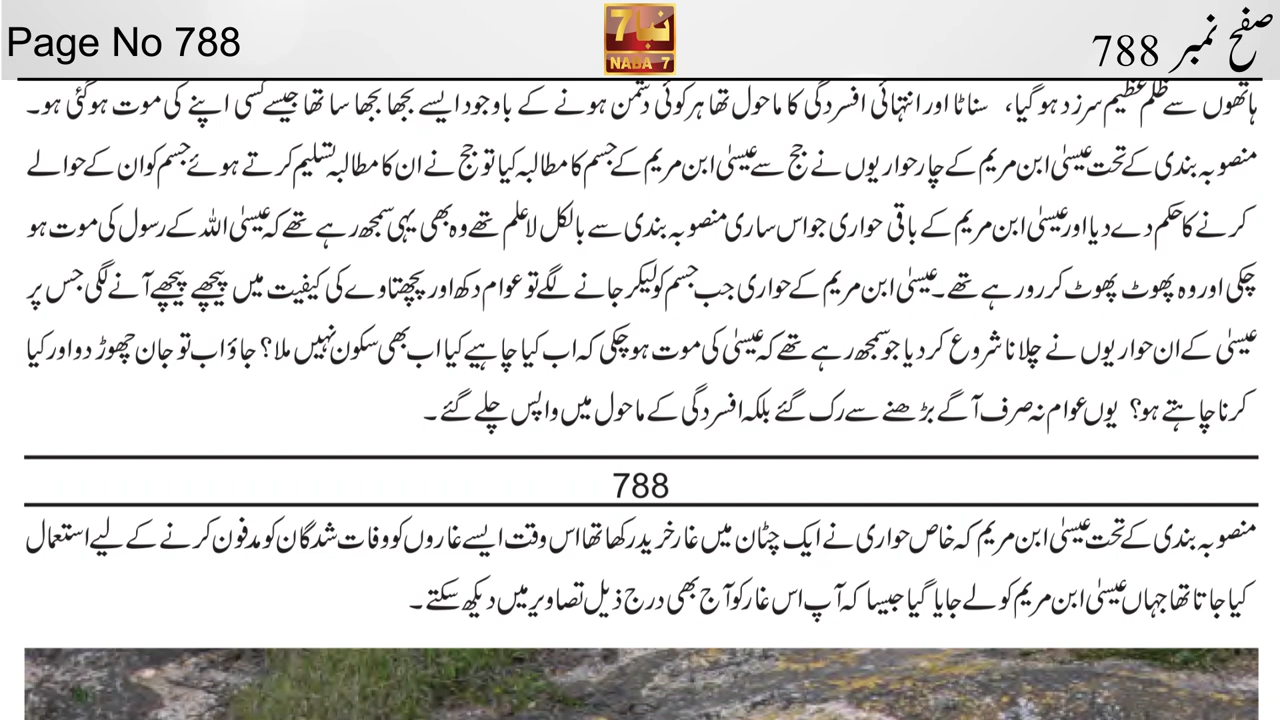 Page No 788
نبا 7
NABA 7
صفح نمبر 788
ہاتھوں سے ظلم عظیم سرزد ہو گیا، سناٹا اور انتہائی افسردگی کا ماحول تھا ہر کوئی دشمن ہونے کے باوجود ایسے بجھا بجھا سا تھا جیسے کسی اپنے کی موت ہو گئی ہو۔
منصوبہ بندی کے تحت عیسیٰ ابن مریم کے چار حواریوں نے جج سے عیسیٰ ابن مریم کے جسم کا مطالبہ کیا تو جج نے ان کا مطالبہ تسلیم کرتے ہوئے جسم کو ان کے حوالے
کرنے کا حکم دے دیا اور عیسیٰ ابن مریم کے باقی حواری جو اس ساری منصوبہ بندی سے بالکل لاعلم تھے وہ بھی یہی سمجھ رہے تھے کہ عیسیٰ اللہ کے رسول کی موت ہو
چکی اور وہ پھوٹ پھوٹ کر رو رہے تھے۔ عیسیٰ ابن مریم کے حواری جب جسم کو لیکر جانے لگے تو عوام دکھ اور پچھتاوے کی کیفیت میں پیچھے پیچھے آنے لگی جس پر
عیسیٰ کے ان حواریوں نے چلانا شروع کر دیا جو سمجھ رہے تھے کہ عیسیٰ کی موت ہو چکی کہ اب کیا چاہیے کیا اب بھی سکون نہیں ملا؟ جاؤ اب تو جان چھوڑ دو اور کیا
کرنا چاہتے ہو؟ یوں عوام نہ صرف آگے بڑھنے سے رک گئے بلکہ افسردگی کے ماحول میں واپس چلے گئے۔
788
منصوبہ بندی کے تحت عیسیٰ ابن مریم کہ خاص حواری نے ایک چٹان میں غار خرید رکھا تھا اس وقت ایسے غاروں کو وفات شدگان کو مدفون کرنے کے لیے استعمال
کیا جاتا تھا جہاں عیسیٰ ابن مریم کو لے جایا گیا جیسا کہ آپ اس غار کو آج بھی درج ذیل تصاویر میں دیکھ سکتے۔